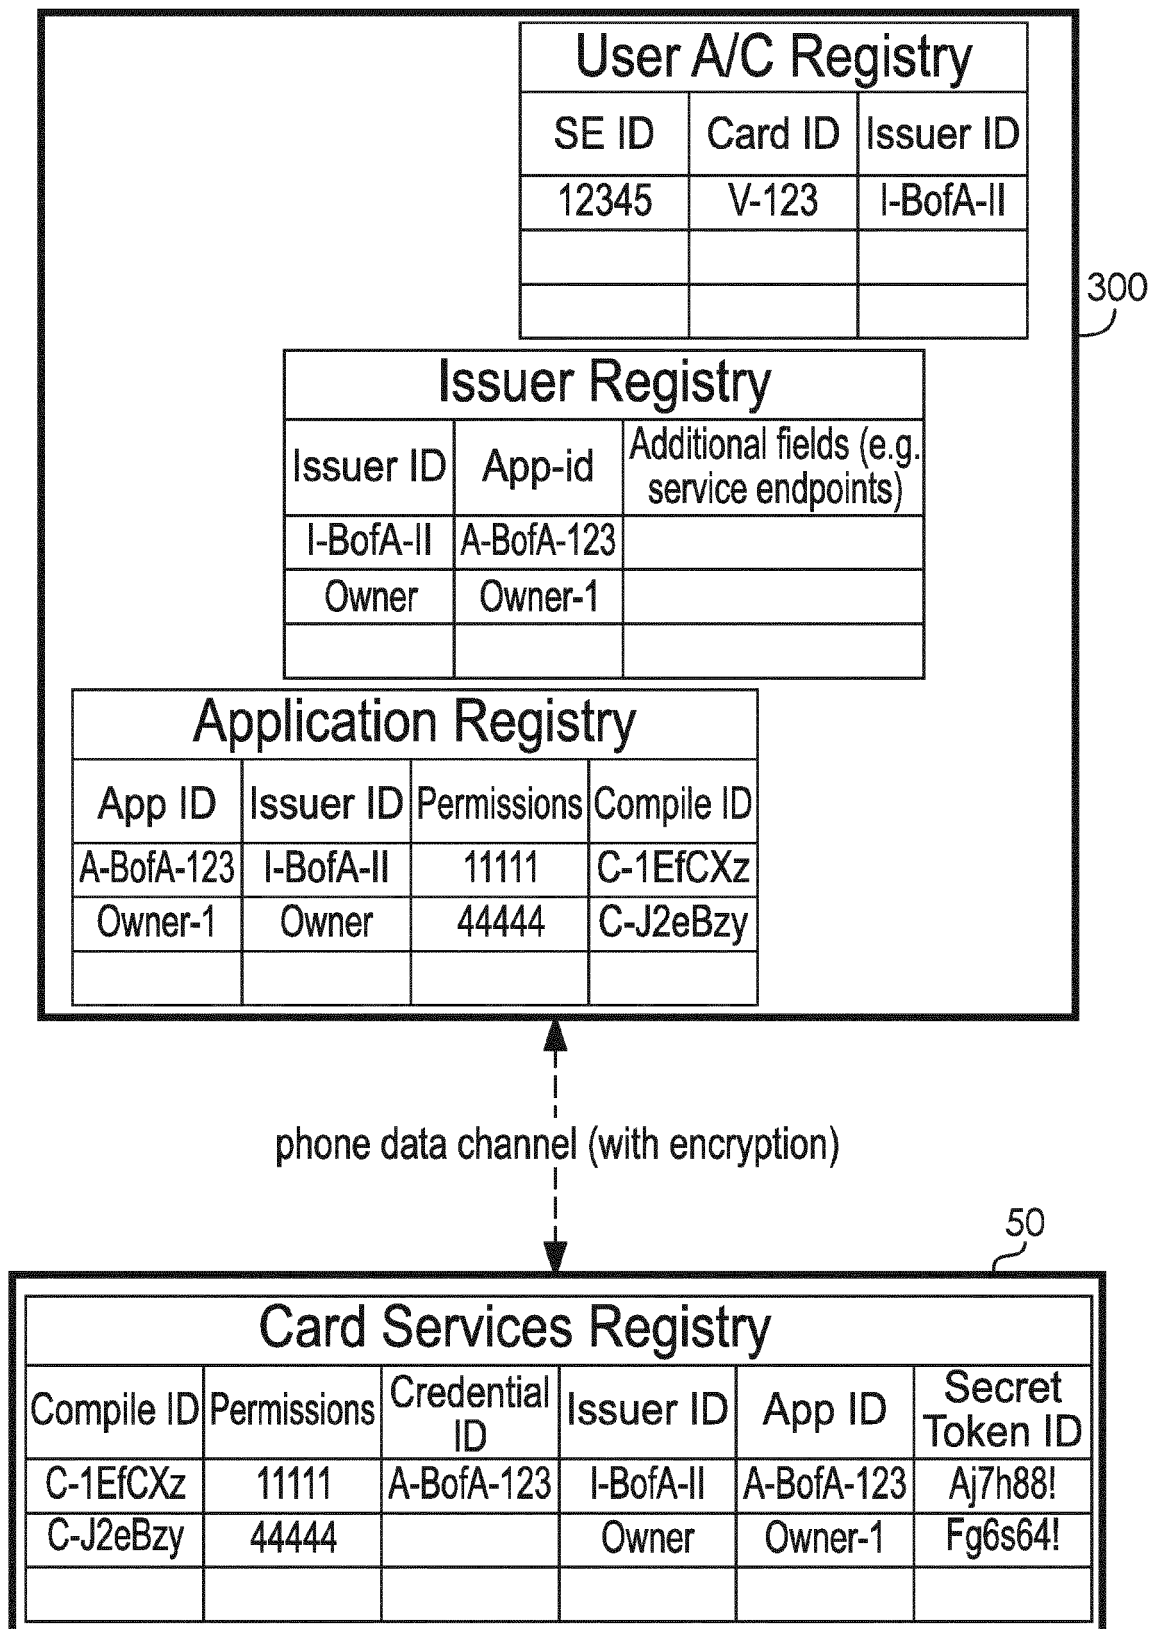 User A/C Registry
SE ID Card ID Issuer ID
12345 V-123 I-BofA-II
300
Issuer Registry
Issuer ID App-id Additional fields (e.g. service endpoints)
I-BofA-II A-BofA-123
Owner Owner-1
Application Registry
App ID Issuer ID Permissions Compile ID
A-BofA-123 I-BofA-II 11111 C-1EfCXz
Owner-1 Owner 44444 C-J2eBzy
phone data channel (with encryption)
50
Card Services Registry
Compile ID Permissions Credential ID Issuer ID App ID Secret Token ID
C-1EfCXz 11111 A-BofA-123 I-BofA-II A-BofA-123 Aj7h88!
C-J2eBzy 44444 Owner Owner-1 Fg6s64!